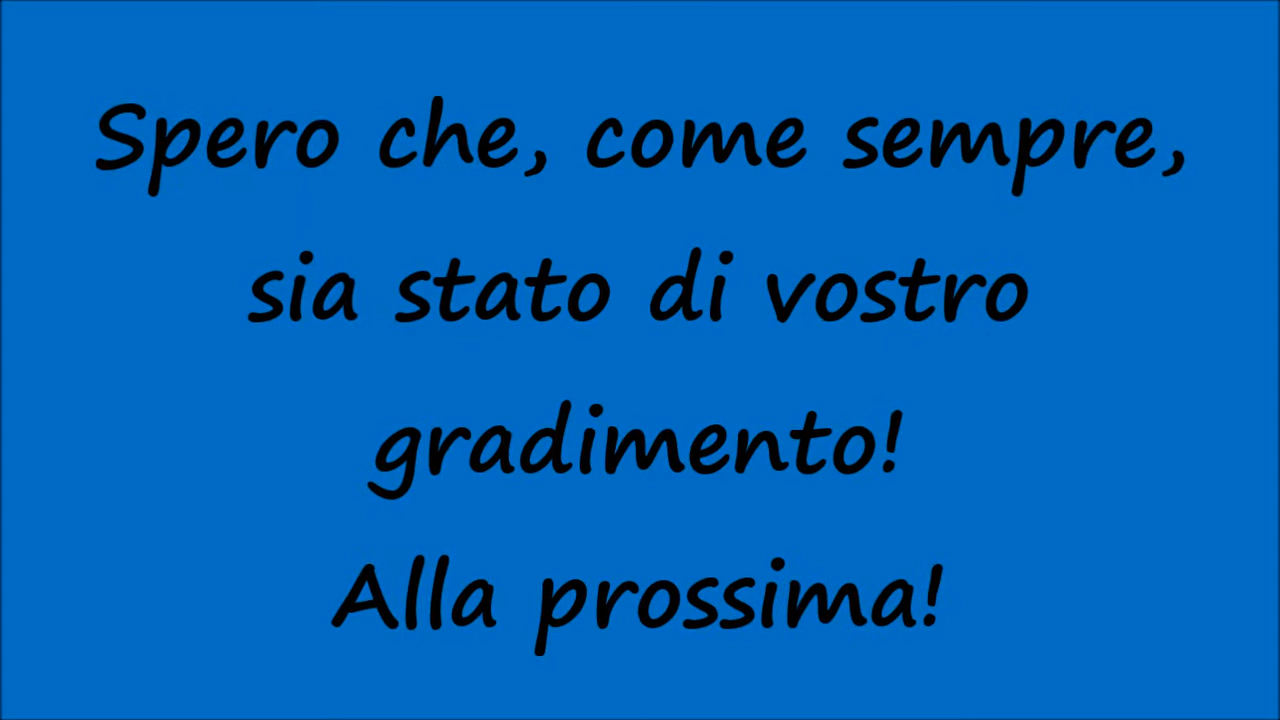 Spero che, come sempre,
sia stato di vostro
gradimento!
Alla prossima!